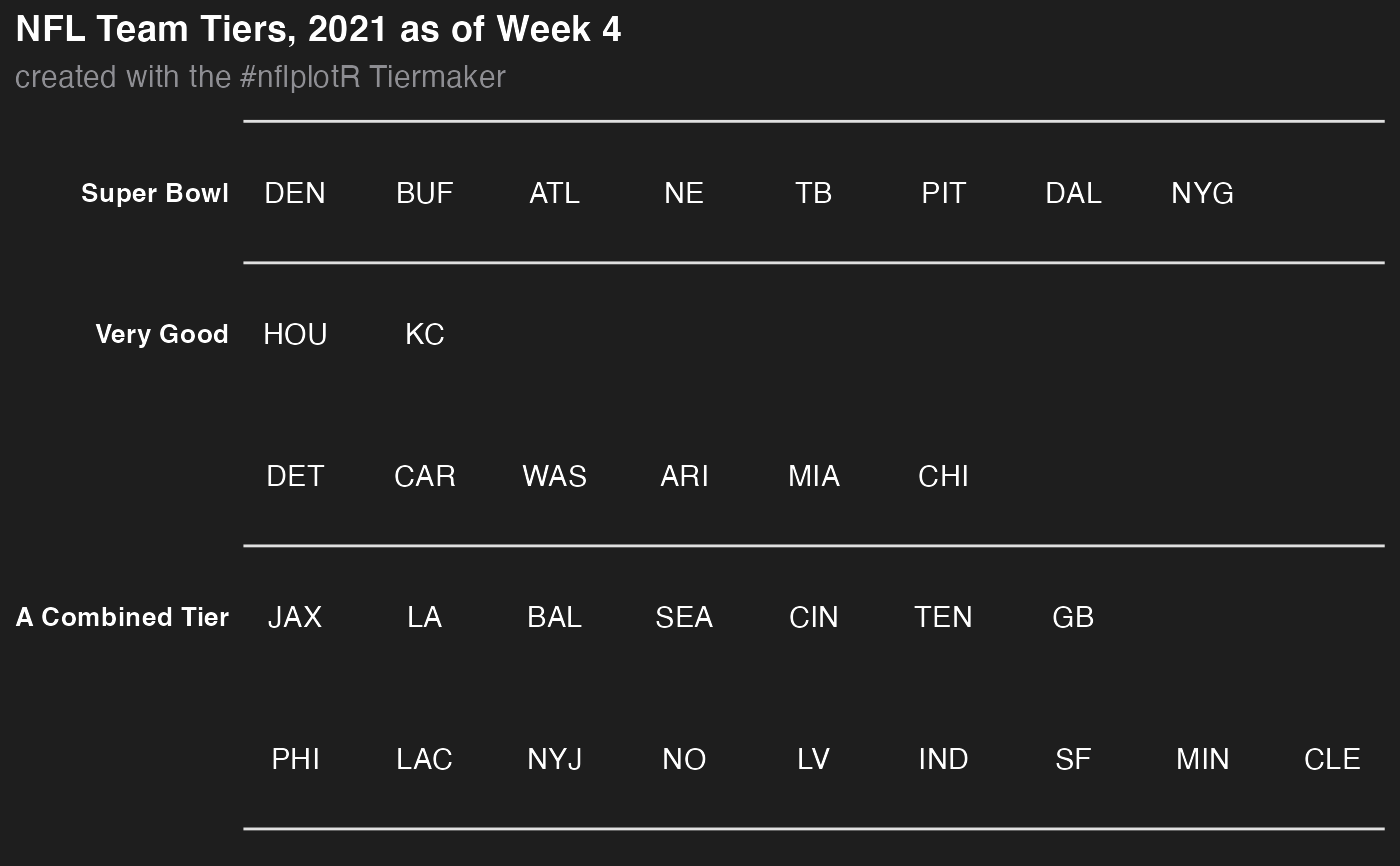 NFL Team Tiers, 2021 as of Week 4
created with the #nflplotR Tiermaker
Super Bowl DEN BUF ATL NE TB PIT DAL NYG
Very Good HOU KC
DET CAR WAS ARI MIA CHI
A Combined Tier JAX LA BAL SEA CIN TEN GB
PHI LAC NYJ NO LV IND SF MIN CLE